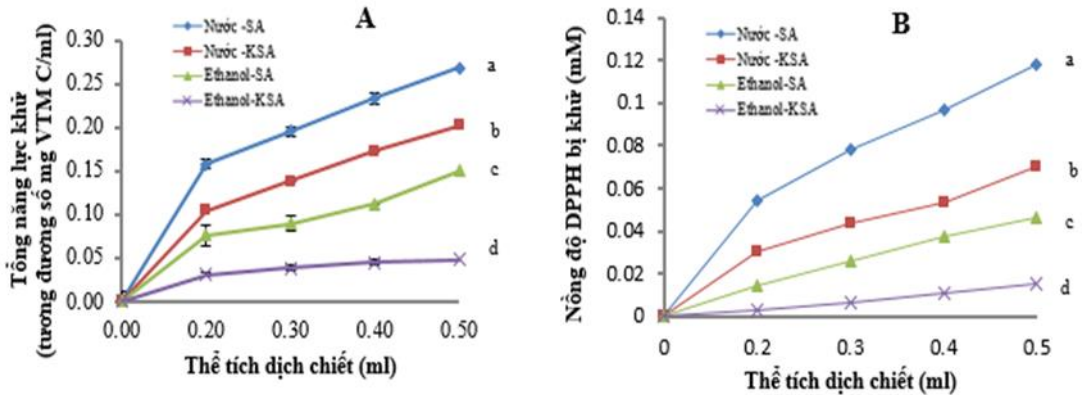 A
Nước -SA
Nước -KSA
Ethanol-SA
Ethanol-KSA
Tổng năng lực khử
(tương đương số mg VTM C/ml)
0.30
0.25
0.20
0.15
0.10
0.05
0.00
a
b
c
d
0.00 0.20 0.30 0.40 0.50
Thể tích dịch chiết (ml)
B
Nước -SA
Nước -KSA
Ethanol-SA
Ethanol-KSA
Nồng độ DPPH bị khử (mM)
0.14
0.12
0.1
0.08
0.06
0.04
0.02
0
a
b
c
d
0 0.2 0.3 0.4 0.5
Thể tích dịch chiết (ml)